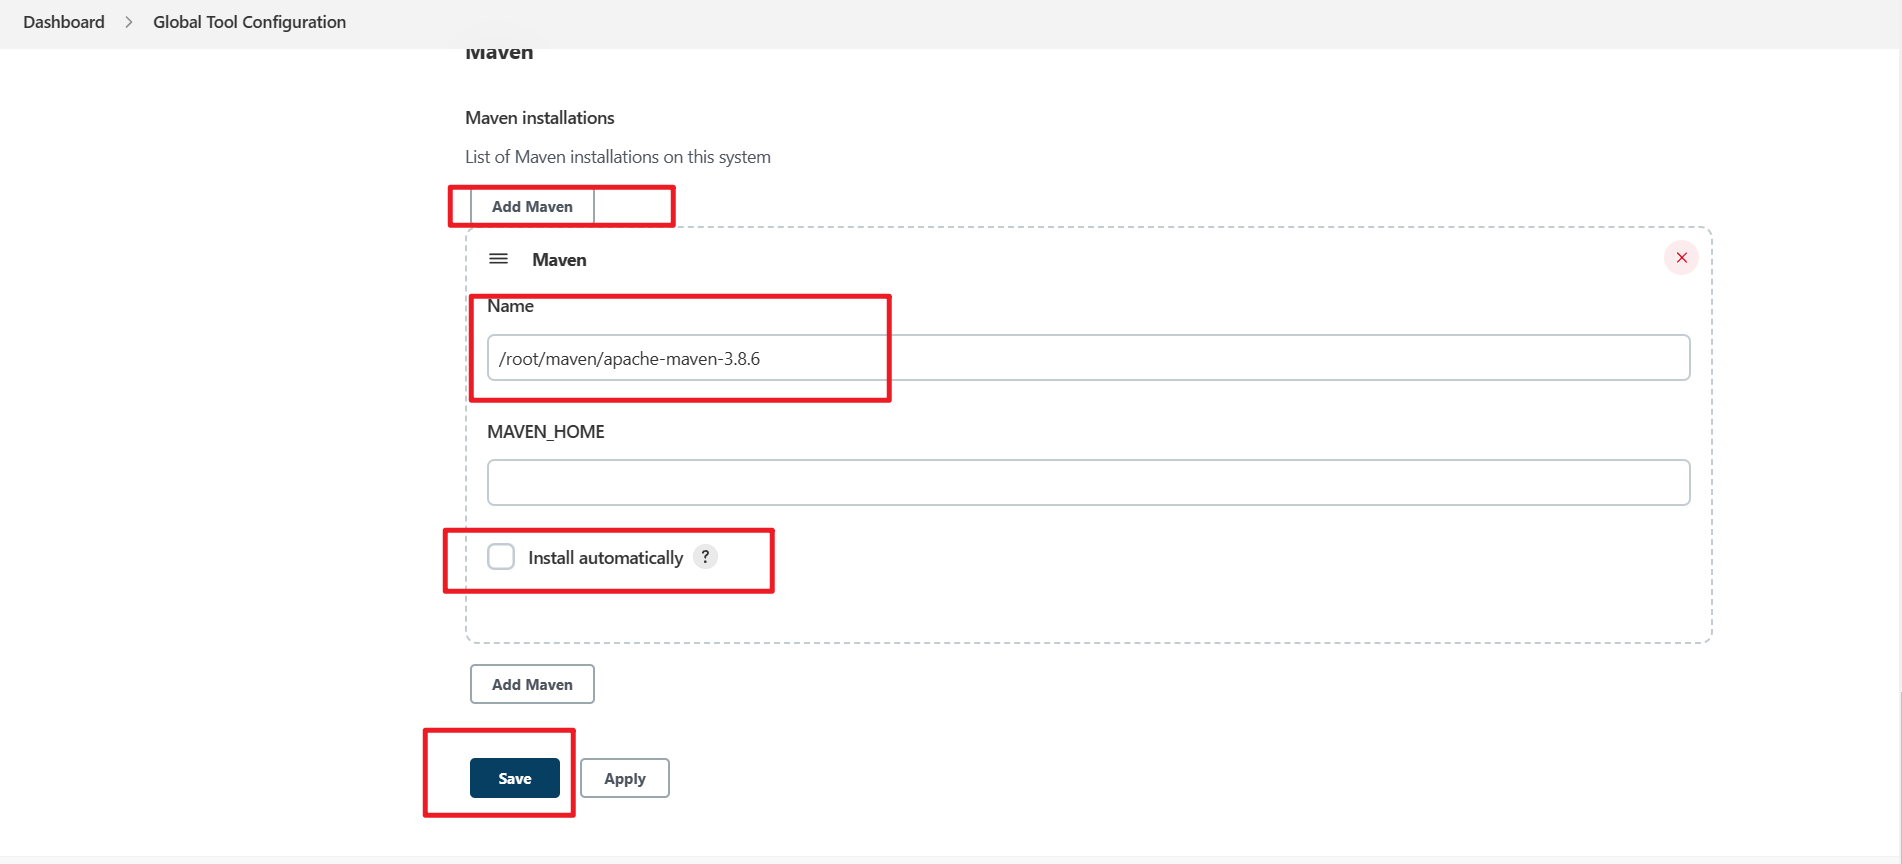 Dashboard > Global Tool Configuration
Maven
Maven installations
List of Maven installations on this system
Add Maven
Maven
Name
/root/maven/apache-maven-3.8.6
MAVEN_HOME
Install automatically ?
Add Maven
Save Apply